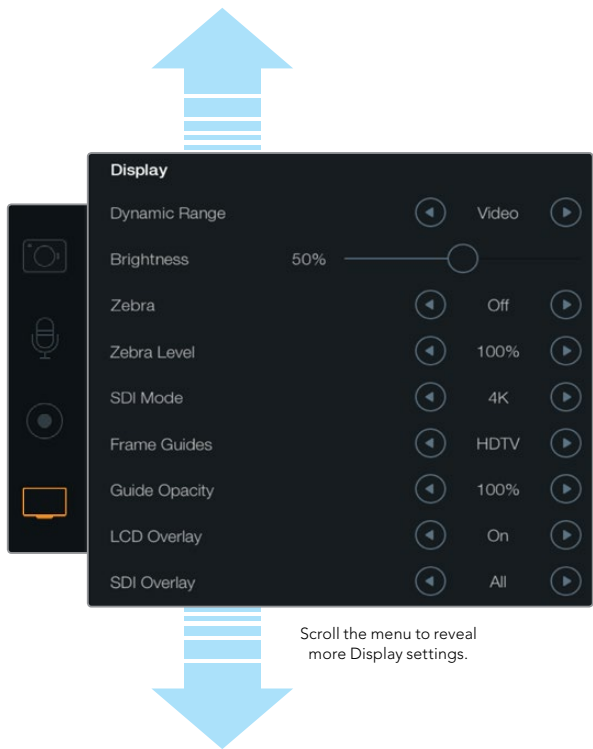 Display
Dynamic Range Video
Brightness 50%
Zebra Off
Zebra Level 100%
SDI Mode 4K
Frame Guides HDTV
Guide Opacity 100%
LCD Overlay On
SDI Overlay All
Scroll the menu to reveal
more Display settings.